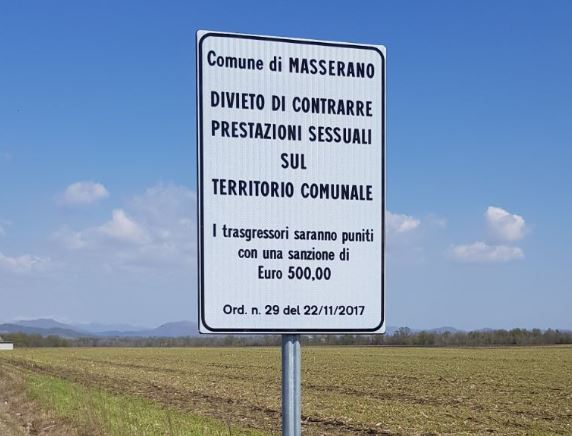 Comune di MASSERANO
DIVIETO DI CONTRARRE
PRESTAZIONI SESSUALI
SUL
TERRITORIO COMUNALE
I trasgressori saranno puniti
con una sanzione di
Euro 500,00
Ord. n. 29 del 22/11/2017